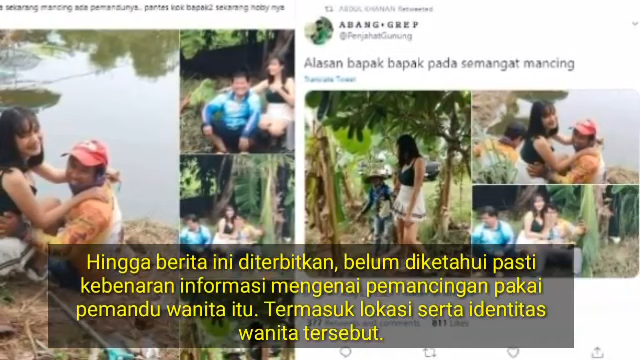 a sekarang mancing ada pemandunya.. pantes kok bapak2 sekarang hoby nya
ABDUL KHANAN Retweeted
ABANG•GREP
@PenjahatGunung
Alasan bapak bapak pada semangat mancing
Translate Tweet
Hingga berita ini diterbitkan, belum diketahui pasti
kebenaran informasi mengenai pemancingan pakai
pemandu wanita itu. Termasuk lokasi serta identitas
wanita tersebut.